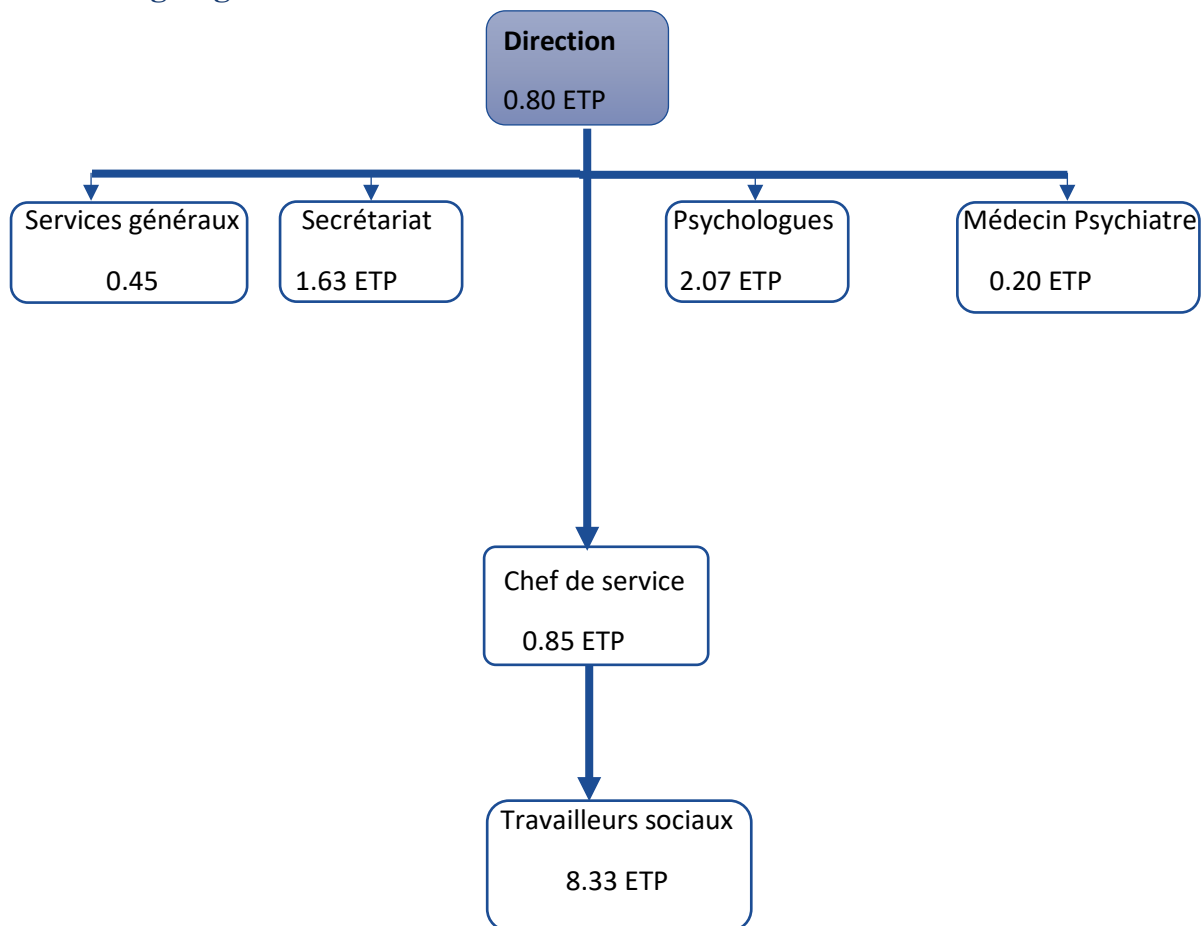 Direction
0.80 ETP
Services généraux
0.45
Secrétariat
1.63 ETP
Psychologues
2.07 ETP
Médecin Psychiatre
0.20 ETP
Chef de service
0.85 ETP
Travailleurs sociaux
8.33 ETP